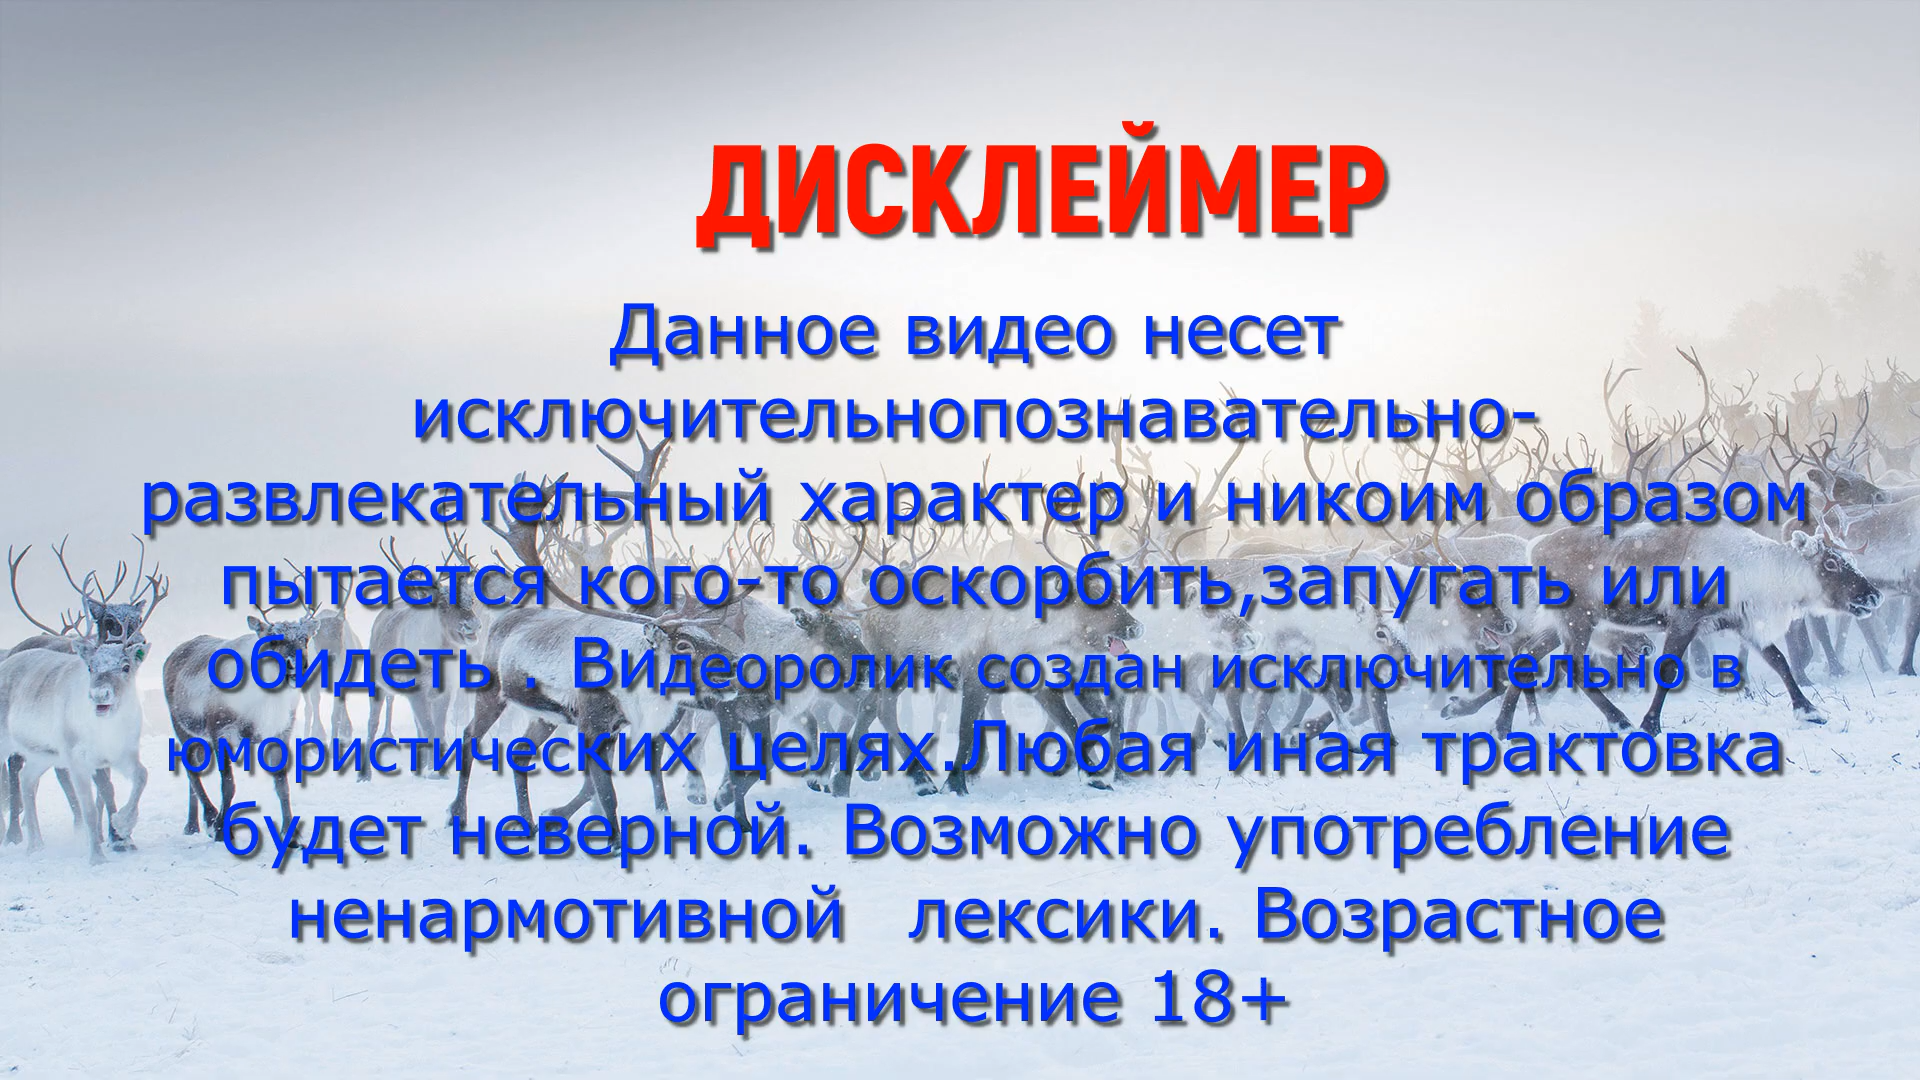 ДИСКЛЕЙМЕР
Данное видео несет
исключительнопознавательно-
развлекательный характер и никоим образом
пытается кого-то оскорбить,запугать или
обидеть . Видеоролик создан исключительно в
юмористических целях.Любая иная трактовка
будет неверной. Возможно употребление
ненармотивной лексики. Возрастное
ограничение 18+